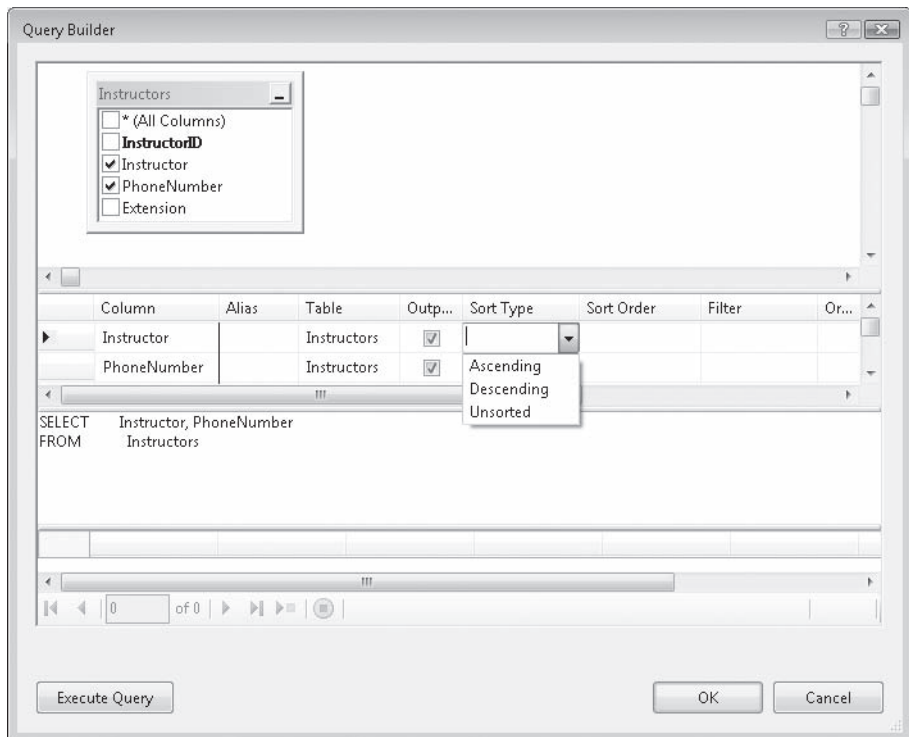 Query Builder
Instructors
* (All Columns)
InstructorID
Instructor
PhoneNumber
Extension
Column Alias Table Outp... Sort Type Sort Order Filter Or...
Instructor Instructors
PhoneNumber Instructors
Ascending
Descending
Unsorted
SELECT Instructor, PhoneNumber
FROM Instructors
0 of 0
Execute Query OK Cancel